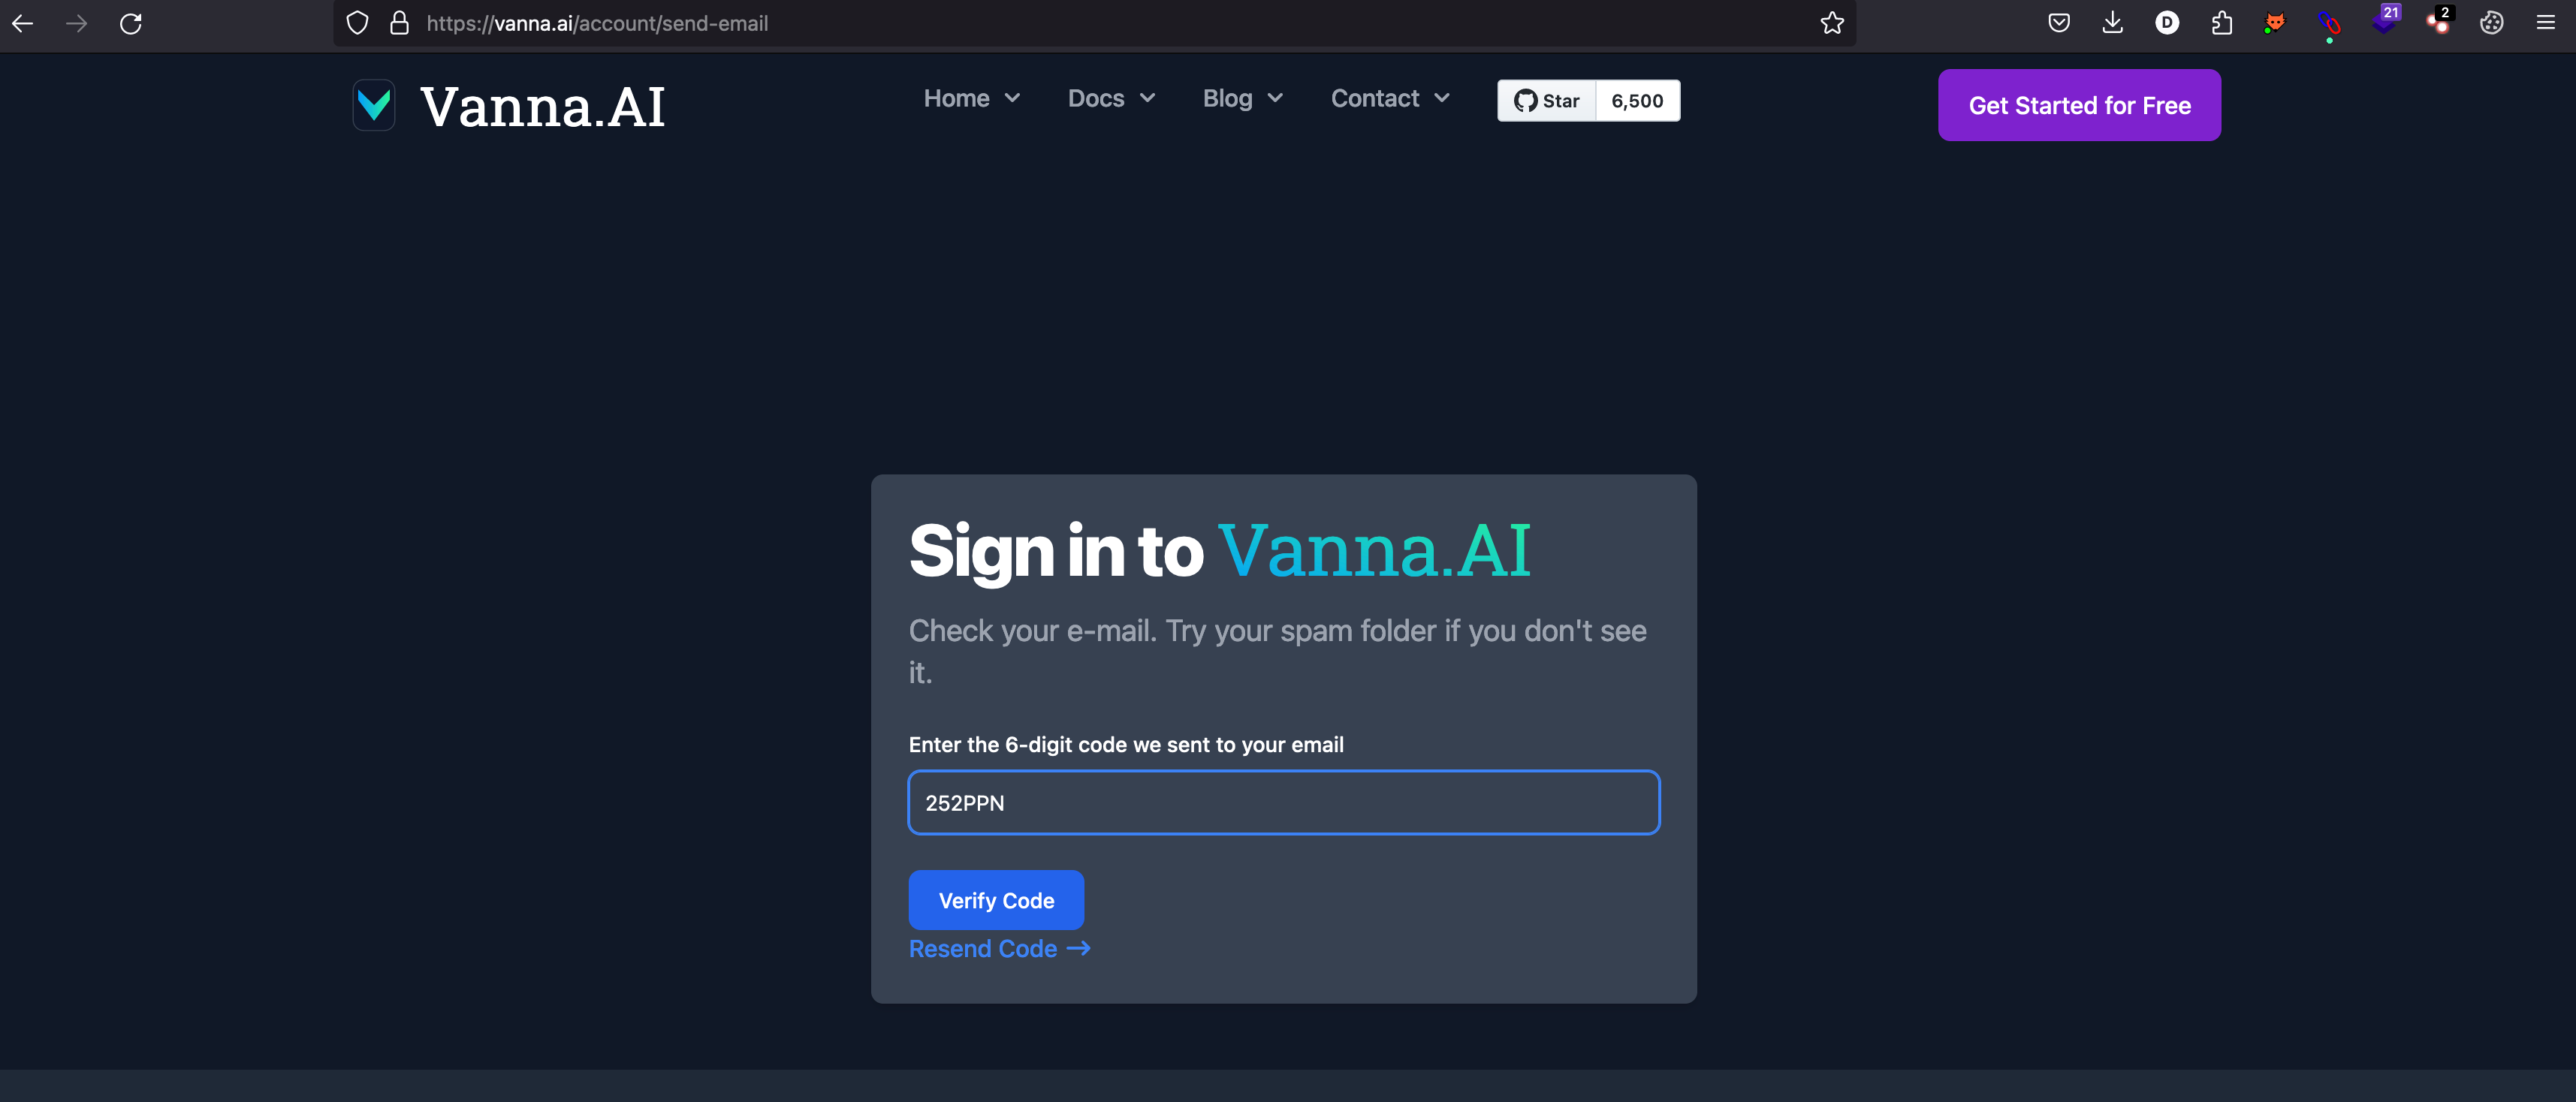 https://vanna.ai/account/send-email
D
21
2
Vanna.AI
Home
Docs
Blog
Contact
Star
6,500
Get Started for Free
Sign in to Vanna.AI
Check your e-mail. Try your spam folder if you don't see
it.
Enter the 6-digit code we sent to your email
252PPN
Verify Code
Resend Code →